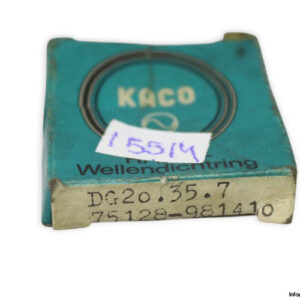 KACO
155/4
Wellendichtring
DG20.35.7
75128-981410